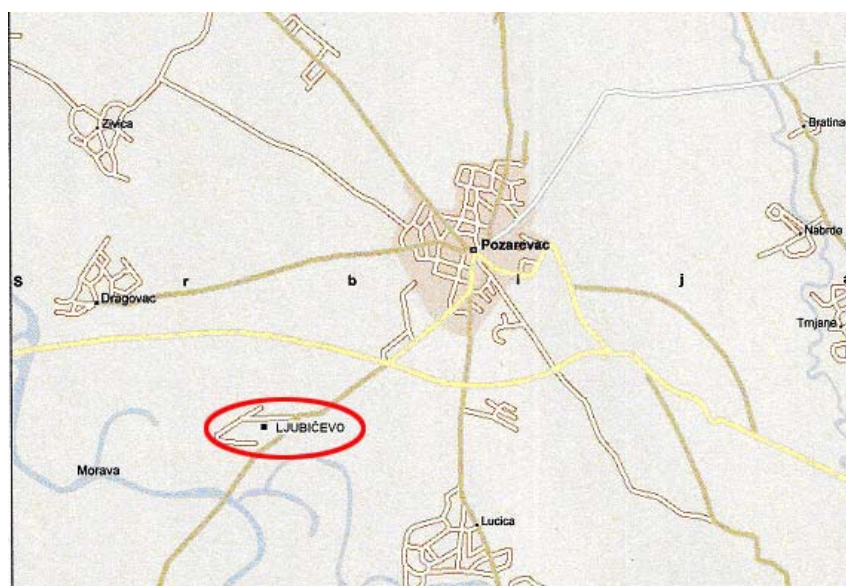 Zivica
Bratina
Pozarevac
Nabrde
S r b i j a
Dragovac
Trnjane
LJUBIČEVO
Morava
Lucica